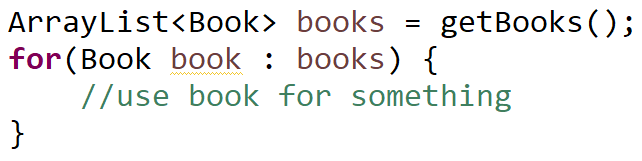 ArrayList<Book> books = getBooks();
for(Book book : books) {
    //use book for something
}